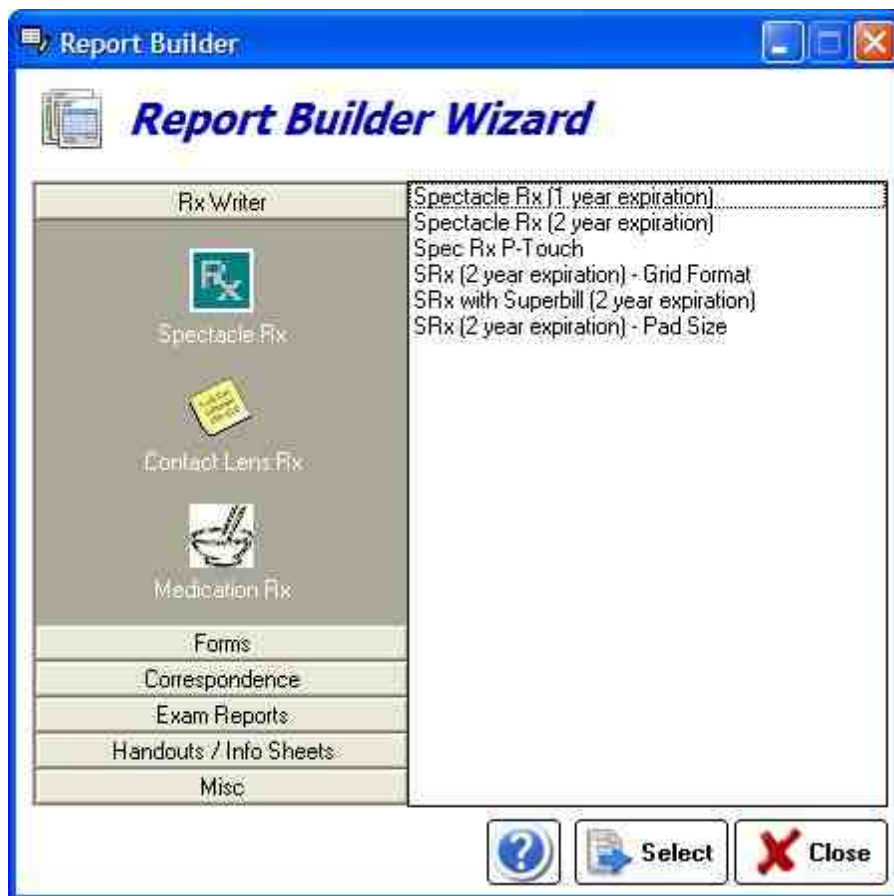 Report Builder
Report Builder Wizard
Rx Writer
Spectacle Rx
Contact Lens Rx
Medication Rx
Forms
Correspondence
Exam Reports
Handouts / Info Sheets
Misc
Spectacle Rx (1 year expiration)
Spectacle Rx (2 year expiration)
Spec Rx P-Touch
SRx (2 year expiration) - Grid Format
SRx with Superbill (2 year expiration)
SRx (2 year expiration) - Pad Size
?
Select
Close